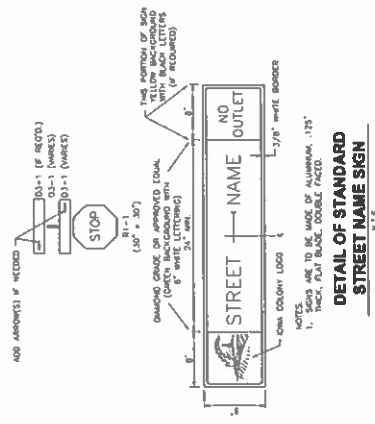 ADD ARROW(S) IF NEEDED
D3-1 (IF REQ'D.)
D3-1 (VARIES)
D3-1 (VARIES)
STOP
R1-1
(30" x 30")
THIS PORTION OF SIGN
YELLOW BACKGROUND
WITH BLACK LETTERS
(IF REQUIRED)
DIAMOND GRADE OR APPROVED EQUAL
(GREEN BACKGROUND WITH
6" WHITE LETTERING)
24" MIN.
8"
8"
STREET NAME
NO
OUTLET
3/8" WHITE BORDER
IOWA COLONY LOGO
NOTES:
1. SIGNS ARE TO BE MADE OF ALUMINUM, .125"
THICK, FLAT BLADE, DOUBLE FACED.
DETAIL OF STANDARD
STREET NAME SIGN
N.T.S.